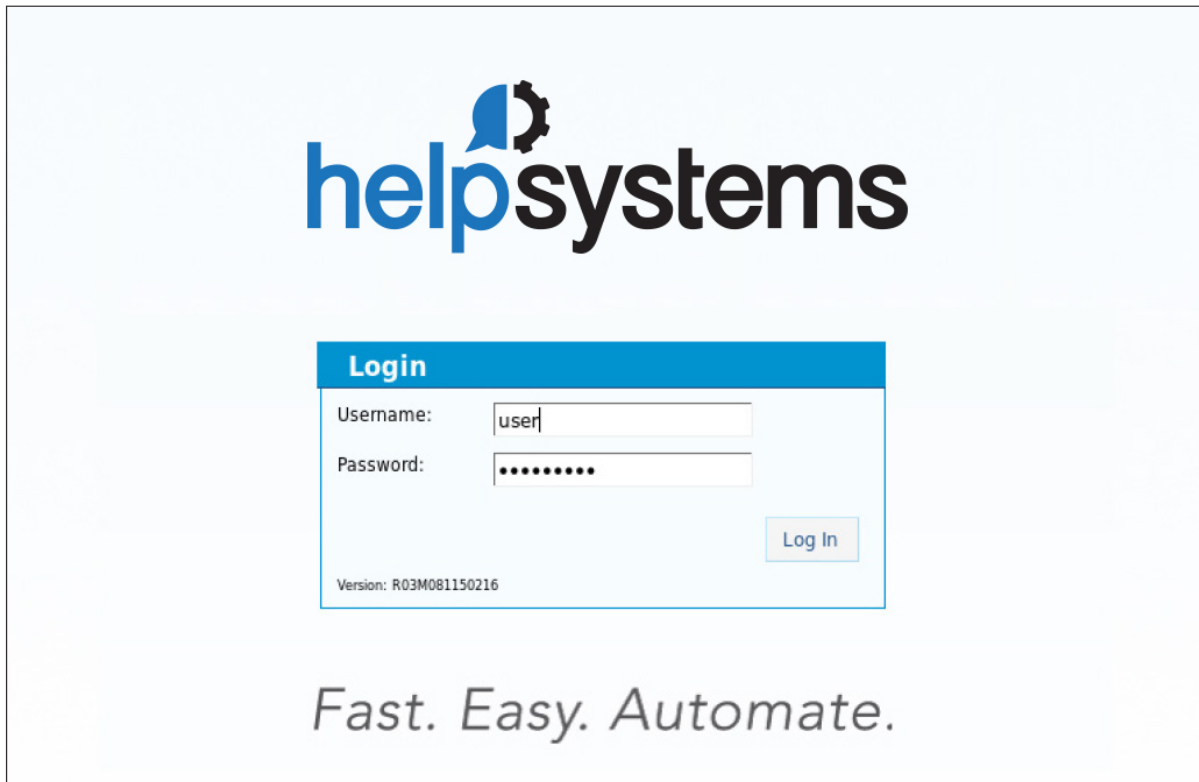 helpsystems
Login
Username: user
Password: •••••••••
Log In
Version: R03M081150216
Fast. Easy. Automate.